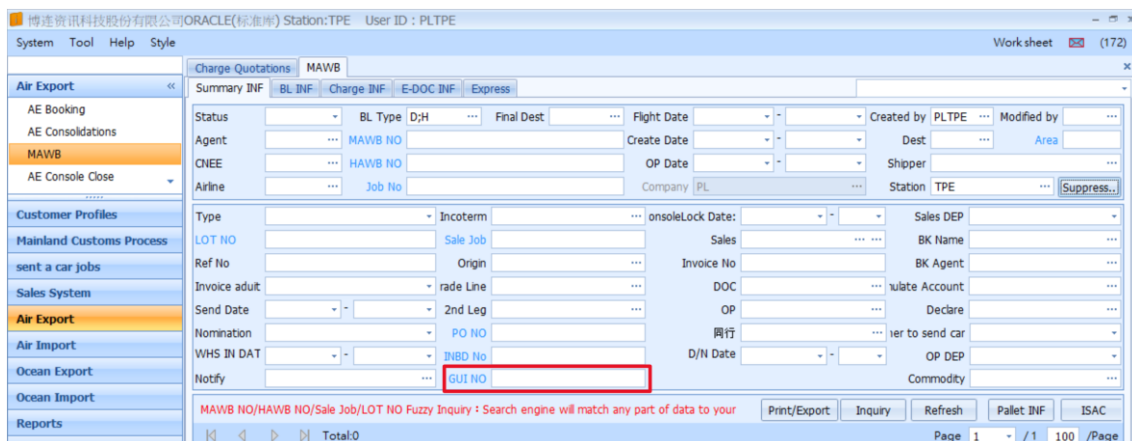 博连资讯科技股份有限公司ORACLE(标准库) Station:TPE User ID : PLTPE
System Tool Help Style Work sheet (172)
Charge Quotations MAWB
Air Export « Summary INF BL INF Charge INF E-DOC INF Express
AE Booking
AE Consolidations
MAWB
AE Console Close
Customer Profiles
Mainland Customs Process
sent a car jobs
Sales System
Air Export
Air Import
Ocean Export
Ocean Import
Reports
Status BL Type D;H ... Final Dest ... Flight Date - Created by PLTPE ... Modified by ...
Agent ... MAWB NO Create Date - Dest ... Area
CNEE ... HAWB NO OP Date - Shipper ...
Airline ... Job No Company PL ... Station TPE ... Suppress..
Type Incoterm ... onsoleLock Date: - Sales DEP
LOT NO Sale Job Sales ... ... BK Name ...
Ref No Origin ... Invoice No BK Agent ...
Invoice aduit rade Line ... DOC ... nulate Account ...
Send Date - 2nd Leg ... OP ... Declare ...
Nomination PO NO 同行 ... ner to send car
WHS IN DAT - INBD No D/N Date - OP DEP
Notify ... GUI NO Commodity ...
MAWB NO/HAWB NO/Sale Job/LOT NO Fuzzy Inquiry : Search engine will match any part of data to your Print/Export Inquiry Refresh Pallet INF ISAC
Total:0 Page 1 / 1 100 /Page